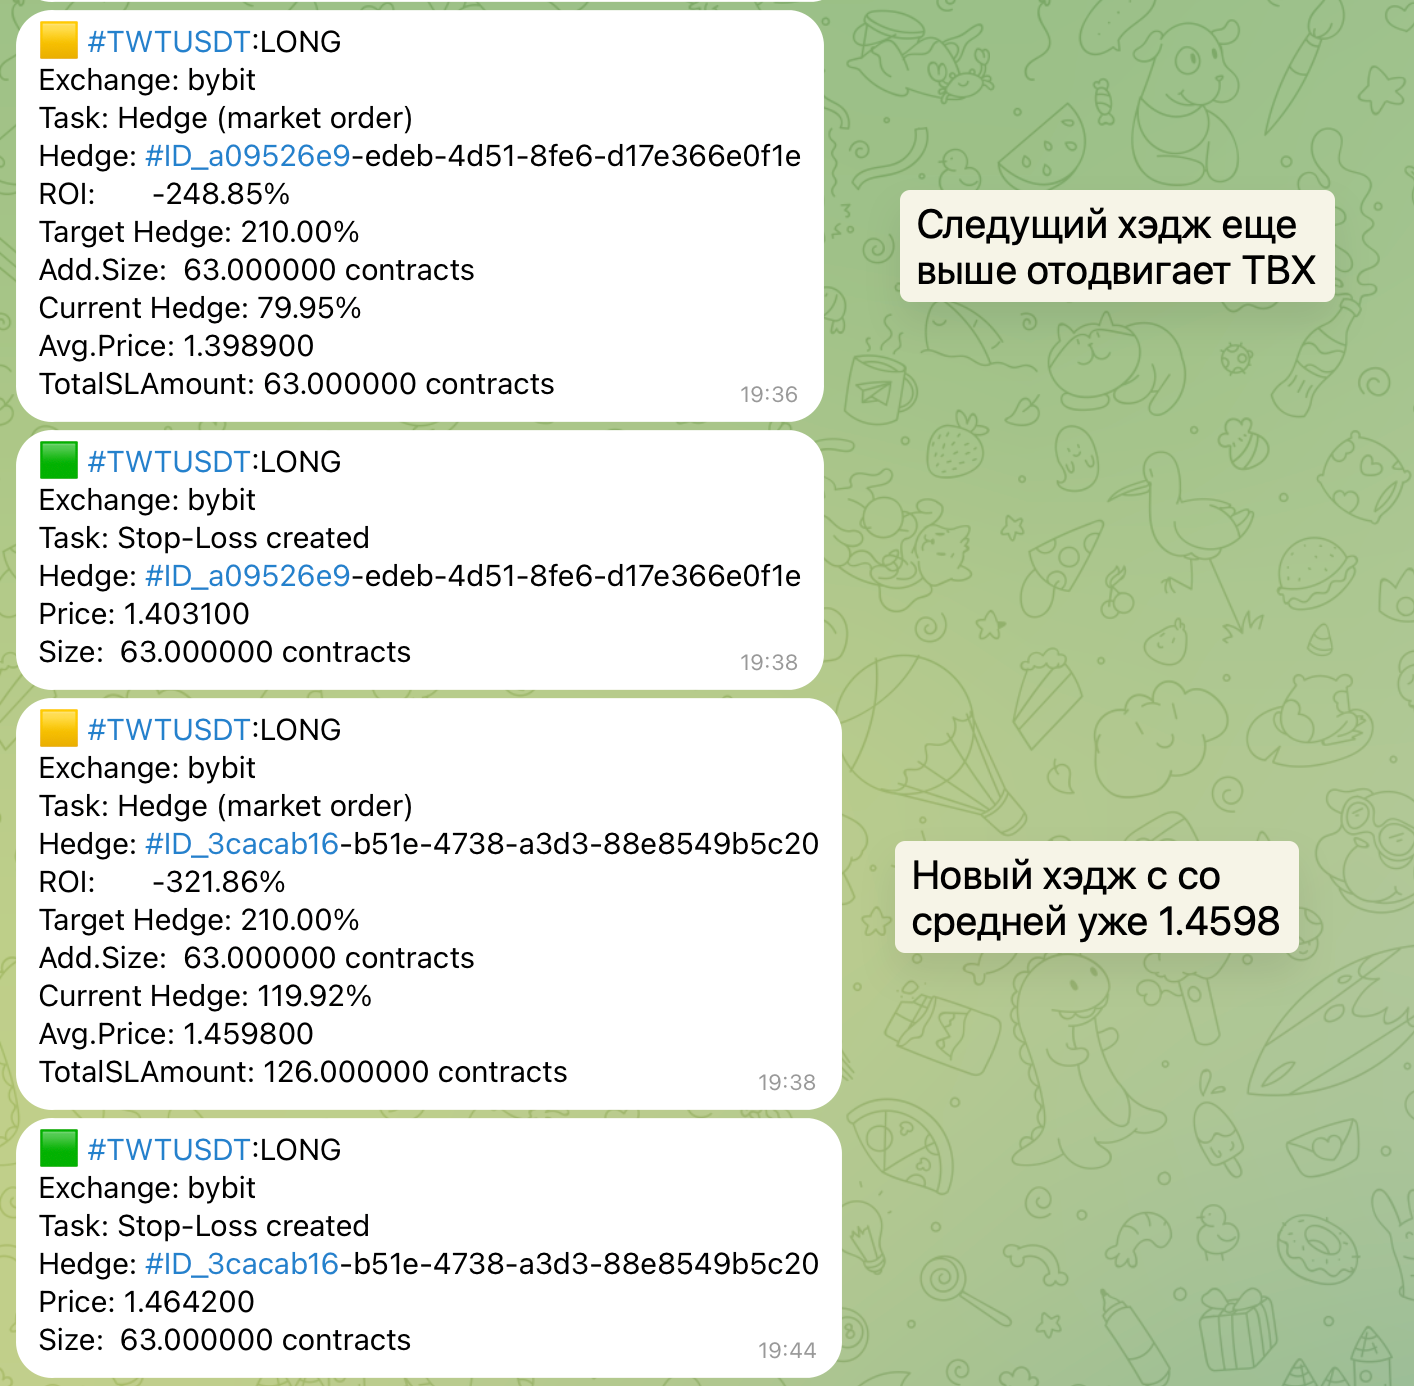 #TWTUSDT:LONG
Exchange: bybit
Task: Hedge (market order)
Hedge: #ID_a09526e9-edeb-4d51-8fe6-d17e366e0f1e
ROI: -248.85%
Target Hedge: 210.00%
Add.Size: 63.000000 contracts
Current Hedge: 79.95%
Avg.Price: 1.398900
TotalSLAmount: 63.000000 contracts
19:36
Следущий хэдж еще
выше отодвигает ТВХ
#TWTUSDT:LONG
Exchange: bybit
Task: Stop-Loss created
Hedge: #ID_a09526e9-edeb-4d51-8fe6-d17e366e0f1e
Price: 1.403100
Size: 63.000000 contracts
19:38
#TWTUSDT:LONG
Exchange: bybit
Task: Hedge (market order)
Hedge: #ID_3cacab16-b51e-4738-a3d3-88e8549b5c20
ROI: -321.86%
Target Hedge: 210.00%
Add.Size: 63.000000 contracts
Current Hedge: 119.92%
Avg.Price: 1.459800
TotalSLAmount: 126.000000 contracts
19:38
Новый хэдж с со
средней уже 1.4598
#TWTUSDT:LONG
Exchange: bybit
Task: Stop-Loss created
Hedge: #ID_3cacab16-b51e-4738-a3d3-88e8549b5c20
Price: 1.464200
Size: 63.000000 contracts
19:44